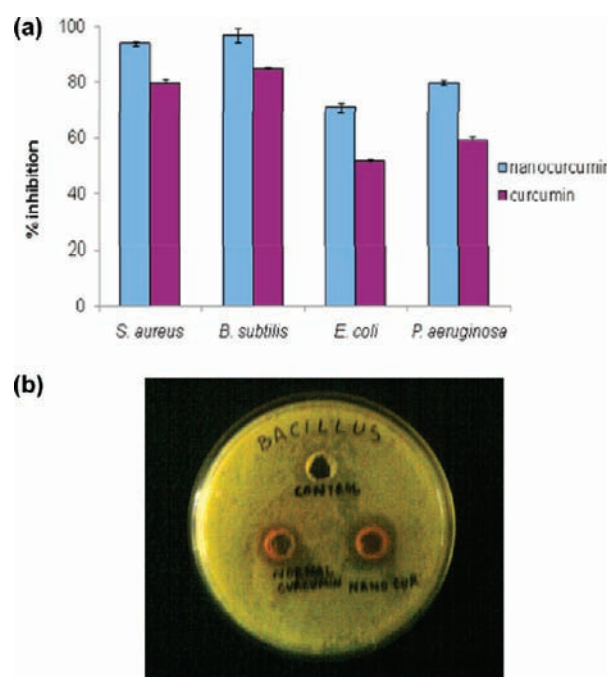 (a)
100
80
60
40
20
0
% inhibition
nanocurcumin
curcumin
S. aureus
B. subtilis
E. coli
P. aeruginosa
(b)
BACILLUS
CONTROL
NORMAL
CURCUMIN
NANO CUR